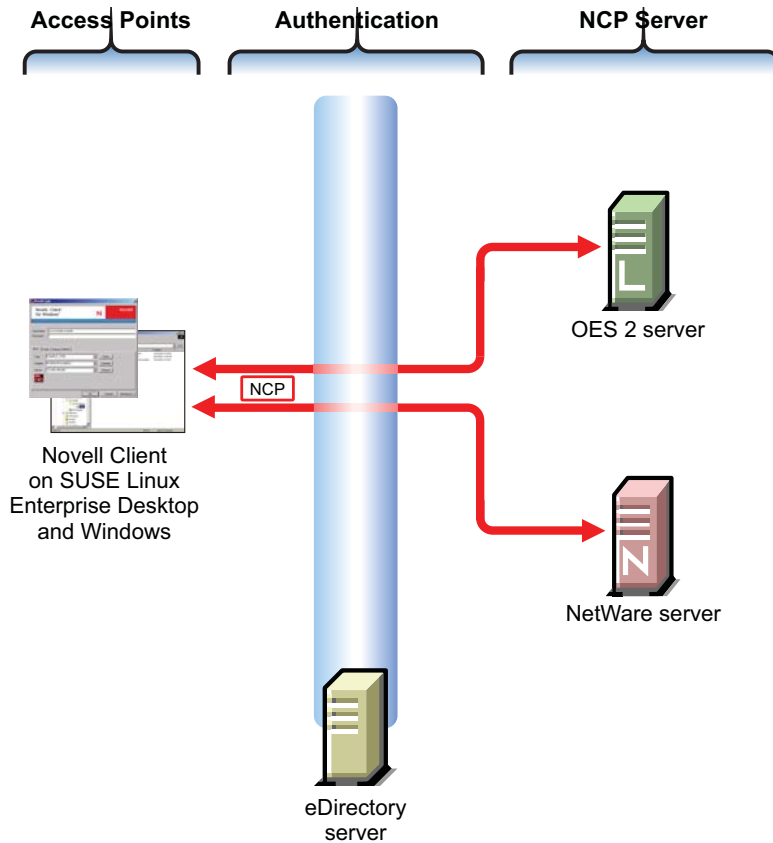 Access Points
Authentication
NCP Server
OES 2 server
NCP
Novell Client
on SUSE Linux
Enterprise Desktop
and Windows
NetWare server
eDirectory
server